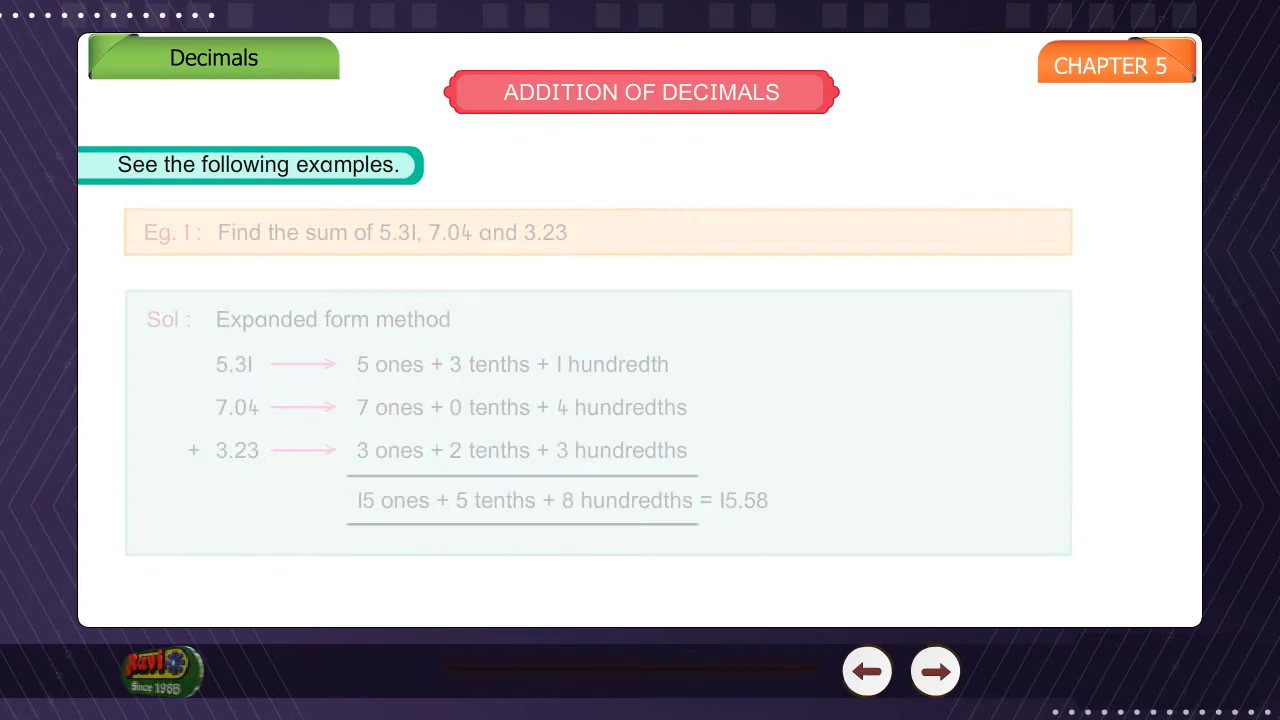 Decimals
CHAPTER 5
ADDITION OF DECIMALS
See the following examples.
Eg. 1 : Find the sum of 5.31, 7.04 and 3.23
Sol : Expanded form method
5.31 → 5 ones + 3 tenths + 1 hundredth
7.04 → 7 ones + 0 tenths + 4 hundredths
+ 3.23 → 3 ones + 2 tenths + 3 hundredths
15 ones + 5 tenths + 8 hundredths = 15.58
Ravi
Since 1986